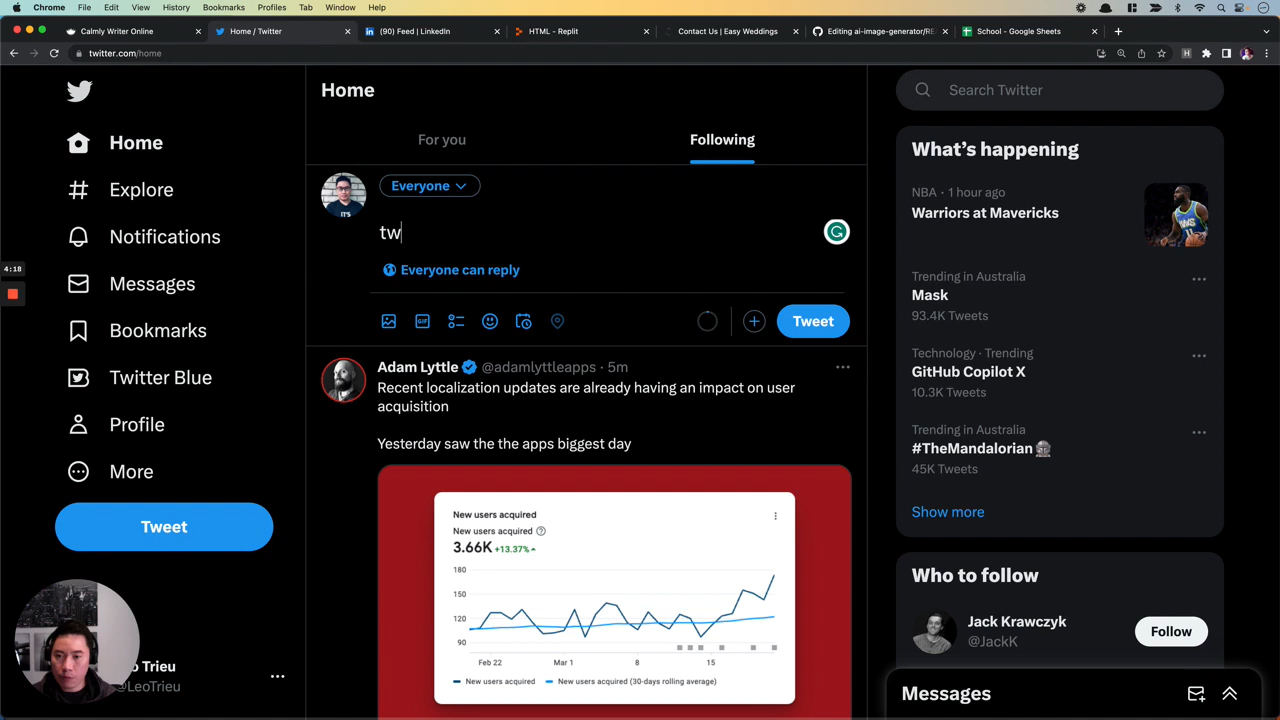 Chrome File Edit View History Bookmarks Profiles Tab Window Help
Calmly Writer Online
Home / Twitter
(90) Feed | LinkedIn
HTML - Replit
Contact Us | Easy Weddings
Editing ai-image-generator/RE
School - Google Sheets
twitter.com/home
Home
Explore
Notifications
Messages
Bookmarks
Twitter Blue
Profile
More
Tweet
4:18
Trieu
@LeoTrieu
Home
For you
Following
Everyone
tw
Everyone can reply
GIF
Tweet
IT'S
Adam Lyttle @adamlyttleapps · 5m
Recent localization updates are already having an impact on user
acquisition
Yesterday saw the the apps biggest day
New users acquired
New users acquired
3.66K +13.37%
180
150
120
90
Feb 22
Mar 1
8
15
New users acquired
New users acquired (30-days rolling average)
Search Twitter
What's happening
NBA · 1 hour ago
Warriors at Mavericks
Trending in Australia
Mask
93.4K Tweets
Technology · Trending
GitHub Copilot X
10.3K Tweets
Trending in Australia
#TheMandalorian
45K Tweets
Show more
Who to follow
Jack Krawczyk
@JackK
Follow
Messages